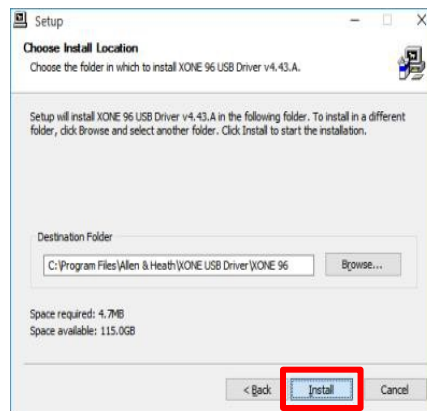 Setup
Choose Install Location
Choose the folder in which to install XONE 96 USB Driver v4.43.A.
Setup will install XONE 96 USB Driver v4.43.A in the following folder. To install in a different
folder, click Browse and select another folder. Click Install to start the installation.
Destination Folder
C:\Program Files\Allen & Heath\XONE USB Driver\XONE 96
Browse...
Space required: 4.7MB
Space available: 115.0GB
< Back
Install
Cancel